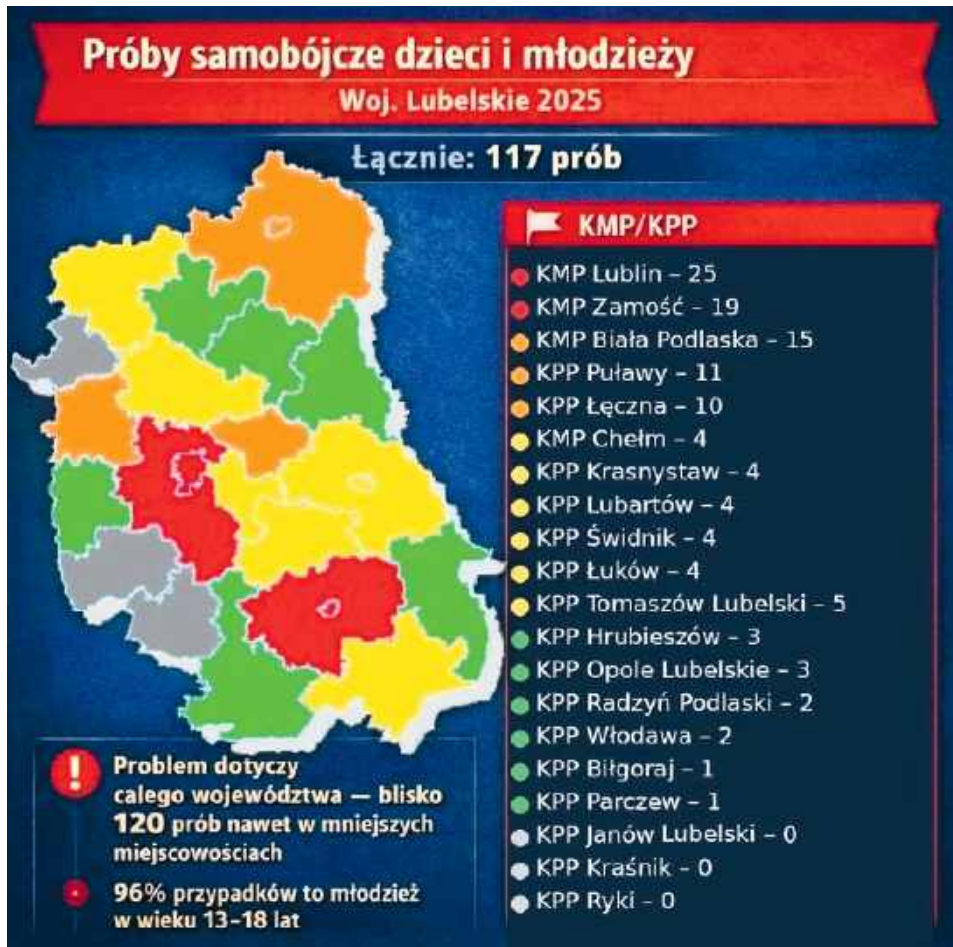 Próby samobójcze dzieci i młodzieży
Woj. Lubelskie 2025
Łącznie: 117 prób
KMP/KPP
KMP Lublin – 25
KMP Zamość – 19
KMP Biała Podlaska – 15
KPP Puławy – 11
KPP Łęczna – 10
KMP Chełm – 4
KPP Krasnystaw – 4
KPP Lubartów – 4
KPP Świdnik – 4
KPP Łuków – 4
KPP Tomaszów Lubelski – 5
KPP Hrubieszów – 3
KPP Opole Lubelskie – 3
KPP Radzyń Podlaski – 2
KPP Włodawa – 2
KPP Biłgoraj – 1
KPP Parczew – 1
KPP Janów Lubelski – 0
KPP Kraśnik – 0
KPP Ryki – 0
! Problem dotyczy
calego województwa — blisko
120 prób nawet w mniejszych
miejscowościach
96% przypadków to młodzież
w wieku 13–18 lat